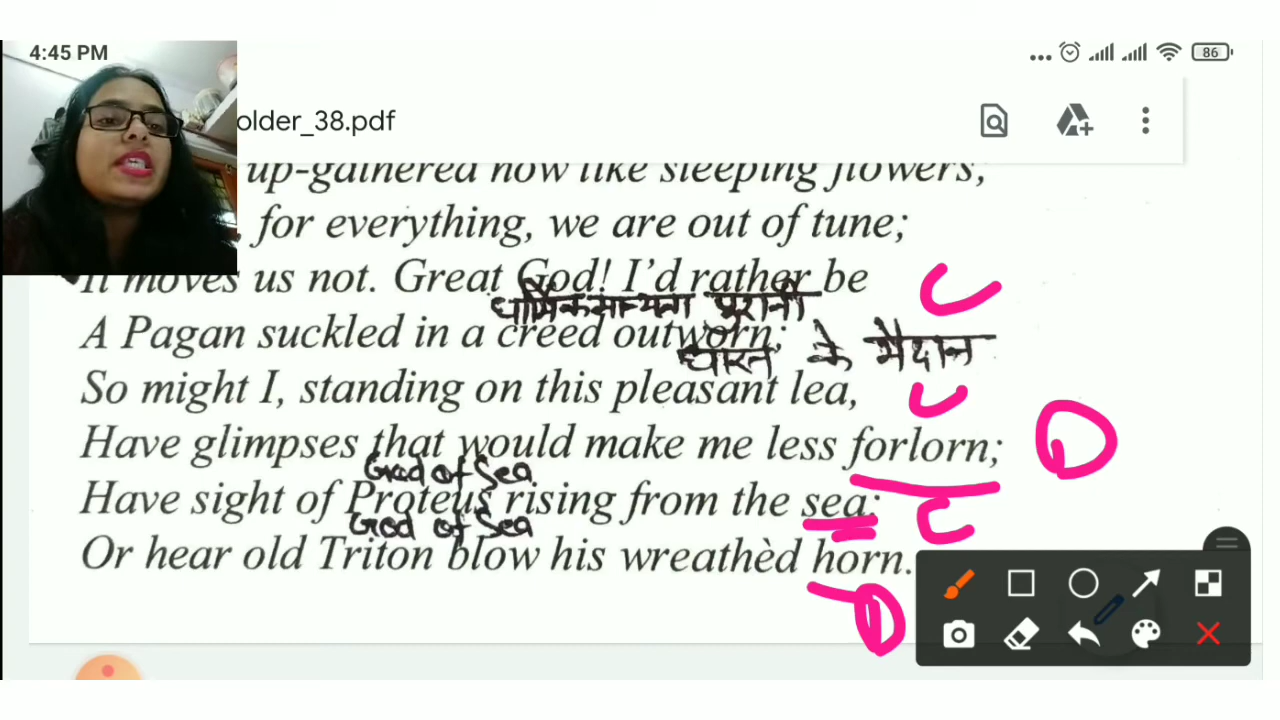 4:45 PM
86
older_38.pdf
up-gathered now like sleeping flowers;
for everything, we are out of tune;
It moves us not. Great God! I'd rather be
C
धार्मिक मान्यता पुरानी
A Pagan suckled in a creed outworn;
घास के मैदान
So might I, standing on this pleasant lea,
C
Have glimpses that would make me less forlorn;
D
God of Sea
Have sight of Proteus rising from the sea;
C
God of Sea
Or hear old Triton blow his wreathèd horn.
D